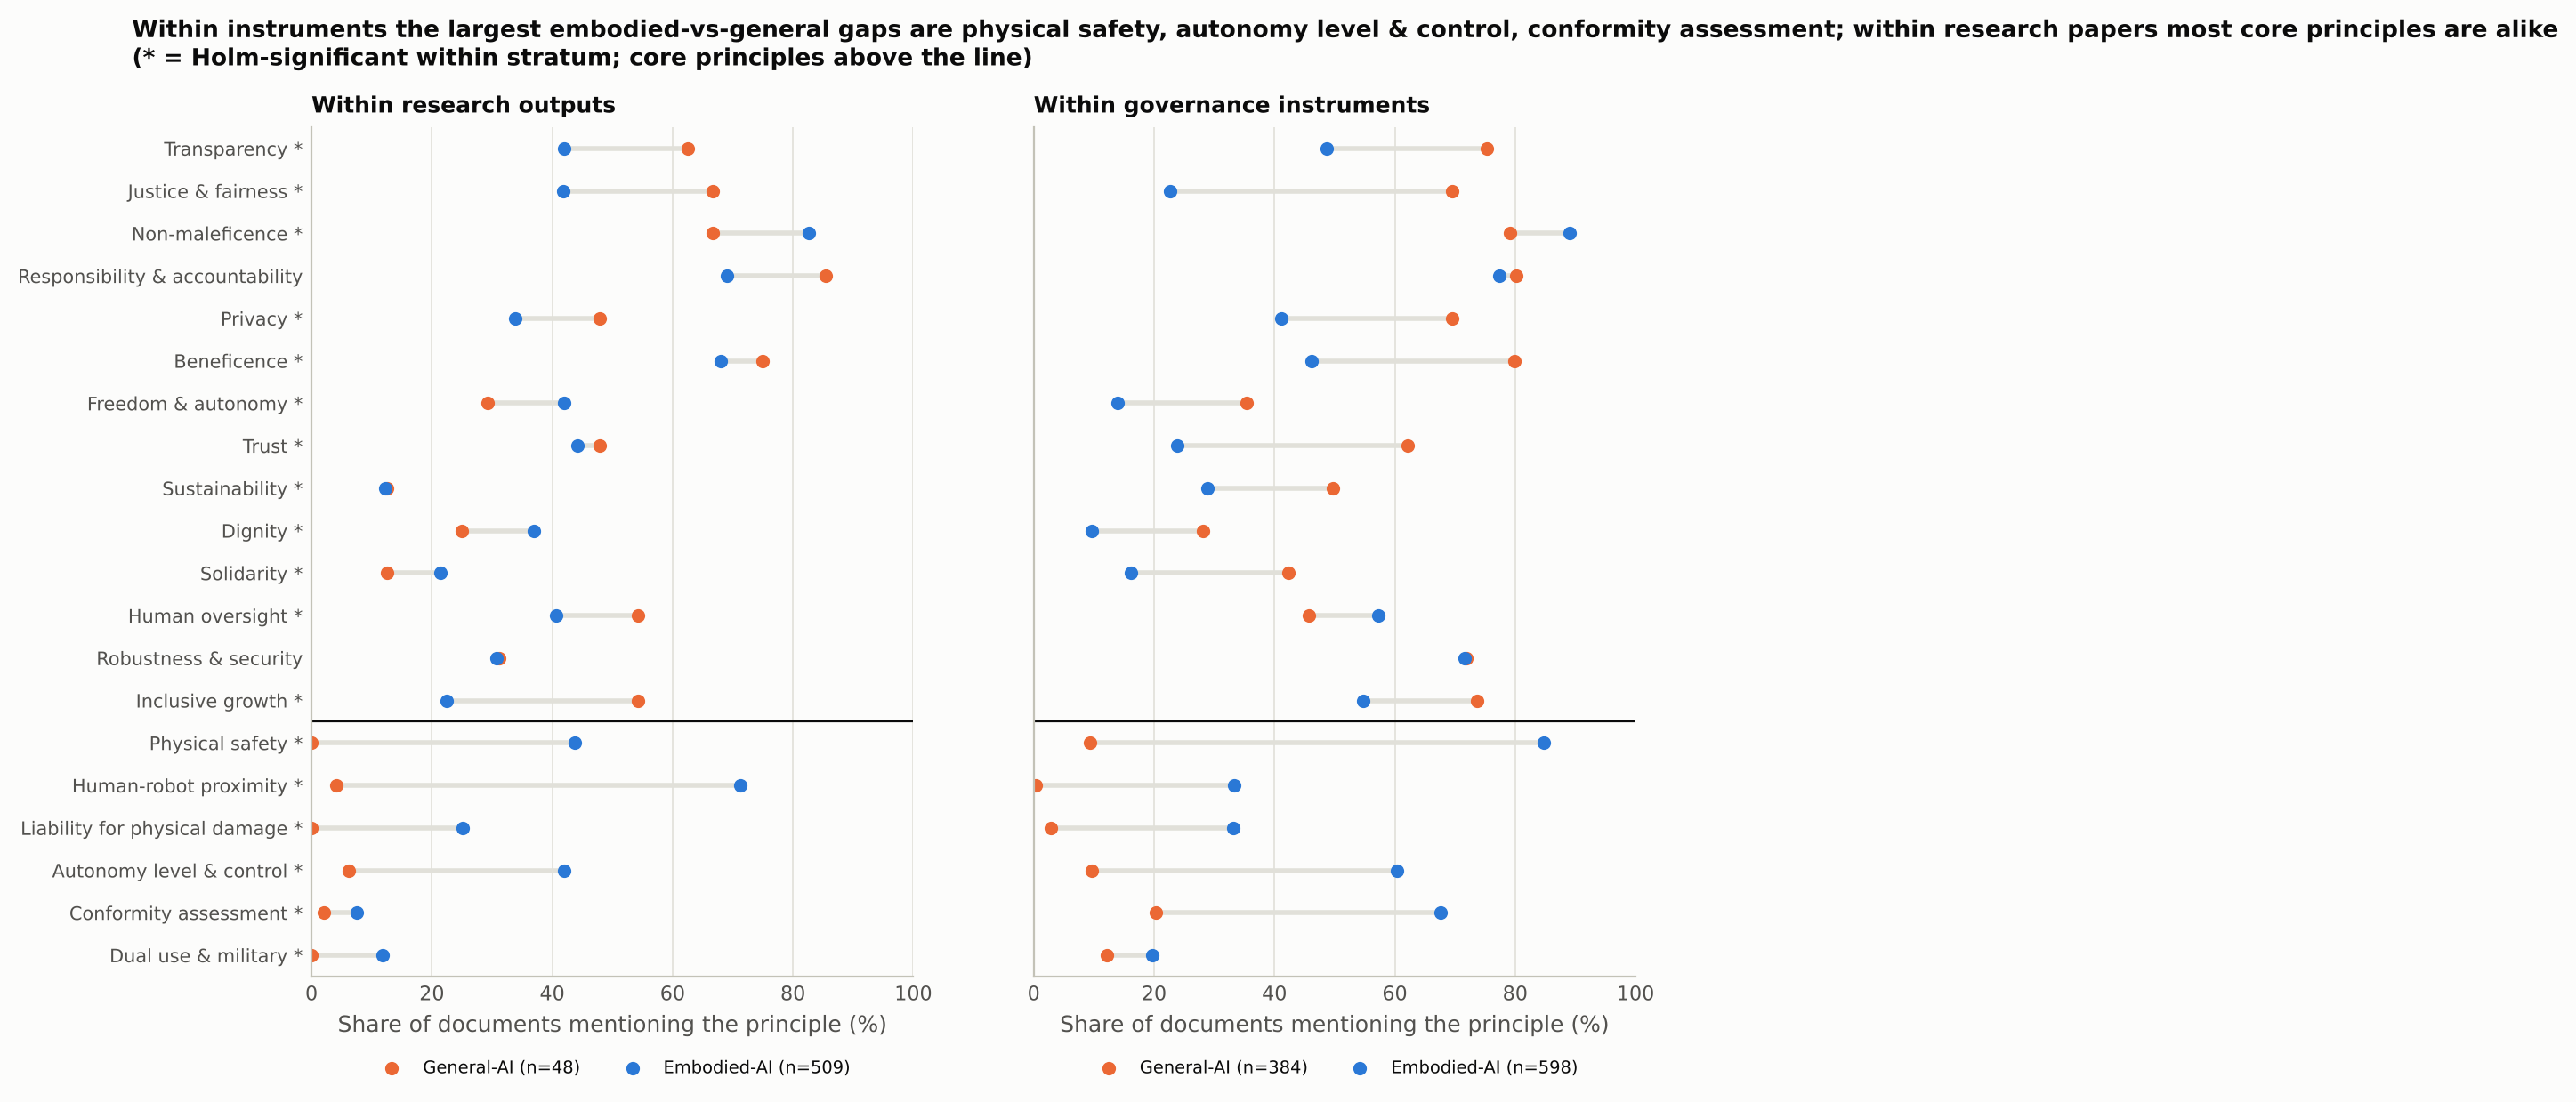 Within instruments the largest embodied-vs-general gaps are physical safety, autonomy level & control, conformity assessment; within research papers most core principles are alike
(* = Holm-significant within stratum; core principles above the line)
Within research outputs
Within governance instruments
Transparency *
Justice & fairness *
Non-maleficence *
Responsibility & accountability
Privacy *
Beneficence *
Freedom & autonomy *
Trust *
Sustainability *
Dignity *
Solidarity *
Human oversight *
Robustness & security
Inclusive growth *
Physical safety *
Human-robot proximity *
Liability for physical damage *
Autonomy level & control *
Conformity assessment *
Dual use & military *
0 20 40 60 80 100
0 20 40 60 80 100
Share of documents mentioning the principle (%)
Share of documents mentioning the principle (%)
General-AI (n=48) Embodied-AI (n=509)
General-AI (n=384) Embodied-AI (n=598)